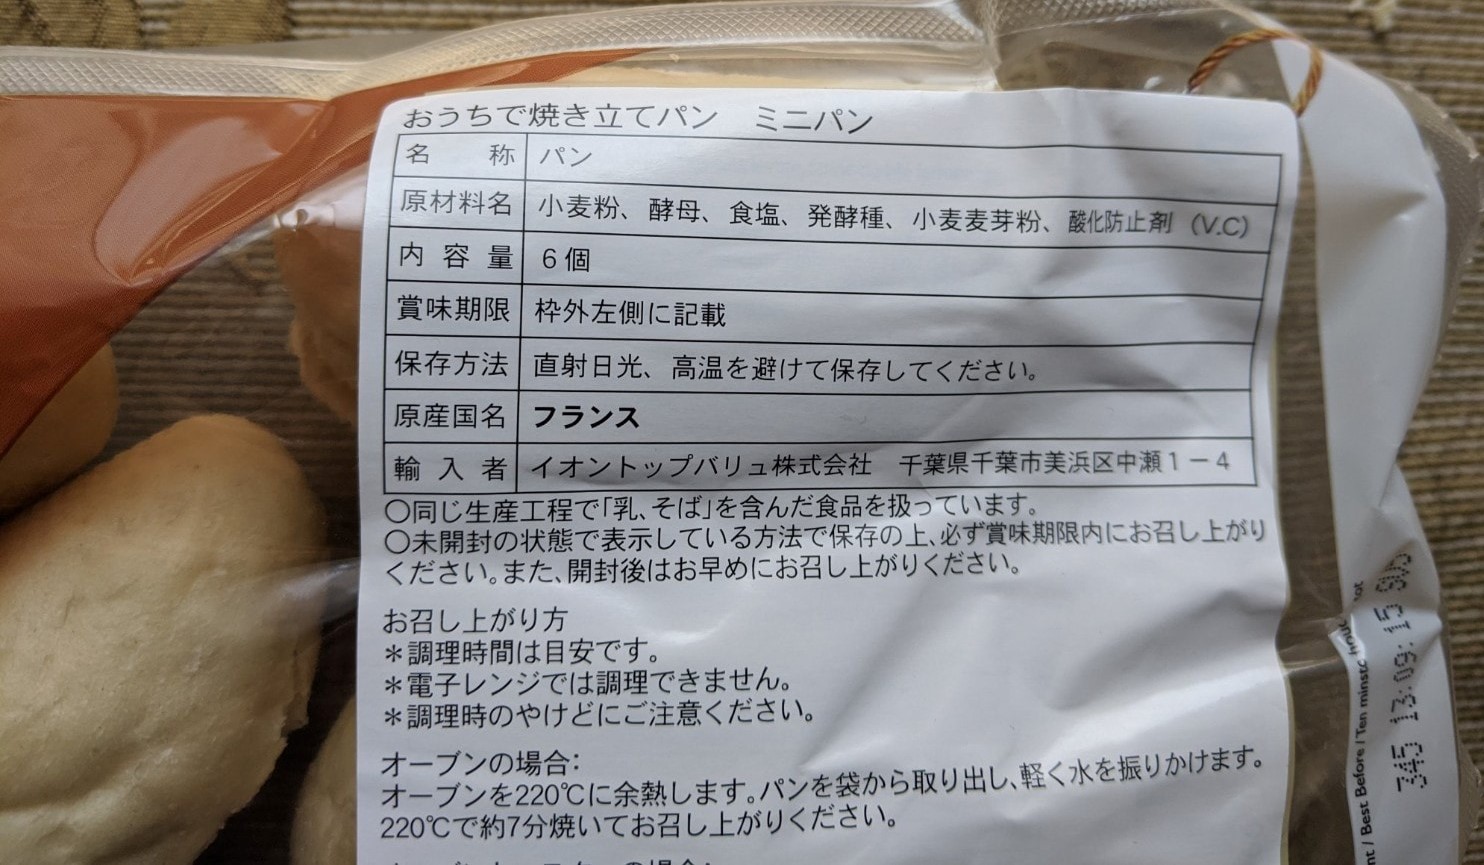 おうちで焼き立てパン　ミニパン
名　称 パン
原材料名 小麦粉、酵母、食塩、発酵種、小麦麦芽粉、酸化防止剤（V.C）
内容量 6個
賞味期限 枠外左側に記載
保存方法 直射日光、高温を避けて保存してください。
原産国名 フランス
輸入者 イオントップバリュ株式会社　千葉県千葉市美浜区中瀬1－4
〇同じ生産工程で「乳、そば」を含んだ食品を扱っています。
〇未開封の状態で表示している方法で保存の上、必ず賞味期限内にお召し上がり
ください。また、開封後はお早めにお召し上がりください。
お召し上がり方
＊調理時間は目安です。
＊電子レンジでは調理できません。
＊調理時のやけどにご注意ください。
オーブンの場合：
オーブンを220℃に余熱します。パンを袋から取り出し、軽く水を振りかけます。
220℃で約7分焼いてお召し上がりください。
/ Best Before / Ten minste
345 13:09:15